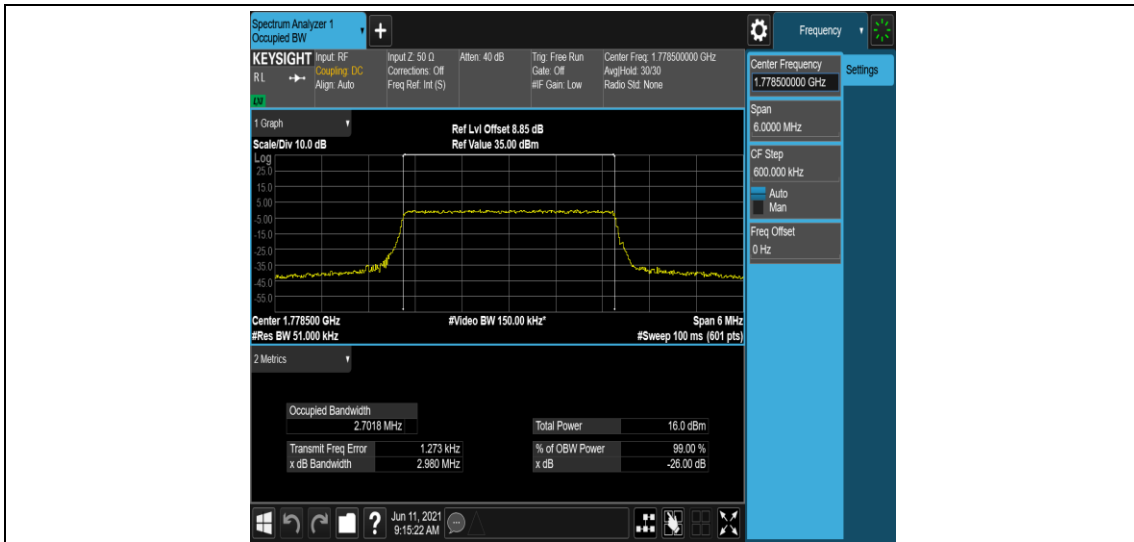 Spectrum Analyzer 1
Occupied BW
+
Frequency
KEYSIGHT
RL
LXI
Input: RF
Coupling: DC
Align: Auto
Input Z: 50 Ω
Corrections: Off
Freq Ref: Int (S)
Atten: 40 dB
Trig: Free Run
Gate: Off
#IF Gain: Low
Center Freq: 1.778500000 GHz
Avg|Hold: 30/30
Radio Std: None
Center Frequency
1.778500000 GHz
Settings
Span
6.0000 MHz
CF Step
600.000 kHz
Auto
Man
Freq Offset
0 Hz
1 Graph
Scale/Div 10.0 dB
Ref Lvl Offset 8.85 dB
Ref Value 35.00 dBm
Log
25.0
15.0
5.00
-5.00
-15.0
-25.0
-35.0
-45.0
-55.0
Center 1.778500 GHz
#Video BW 150.00 kHz*
Span 6 MHz
#Res BW 51.000 kHz
#Sweep 100 ms (601 pts)
2 Metrics
Occupied Bandwidth
2.7018 MHz
Total Power 16.0 dBm
Transmit Freq Error 1.273 kHz
% of OBW Power 99.00 %
x dB Bandwidth 2.980 MHz
x dB -26.00 dB
?
Jun 11, 2021
9:15:22 AM